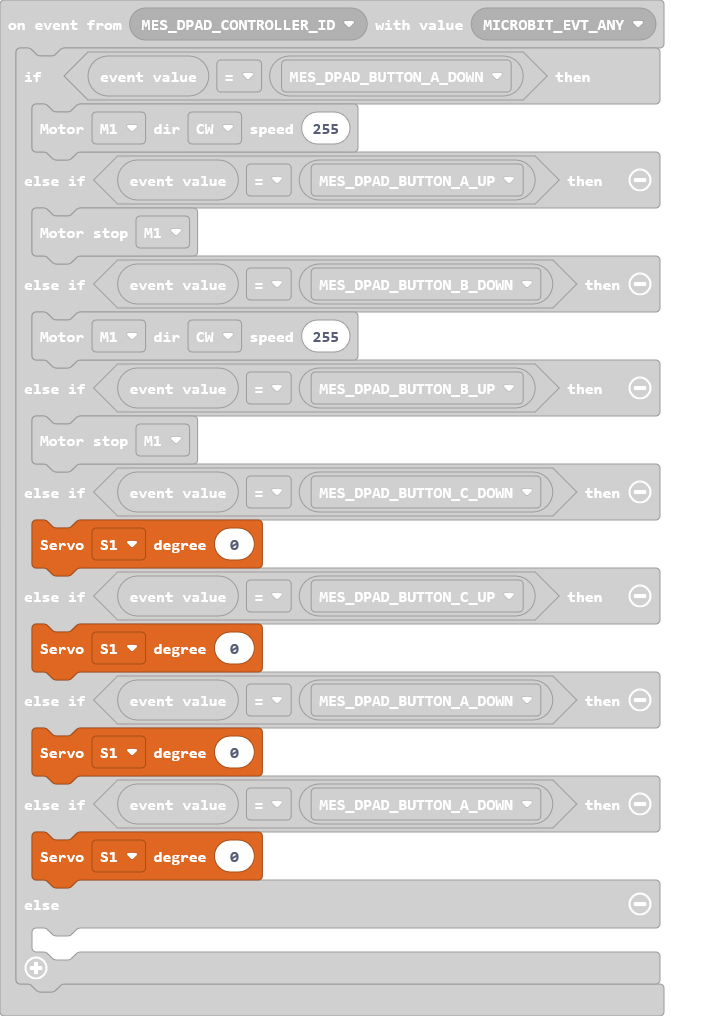 on event from MES_DPAD_CONTROLLER_ID with value MICROBIT_EVT_ANY
if event value = MES_DPAD_BUTTON_A_DOWN then
Motor M1 dir CW speed 255
else if event value = MES_DPAD_BUTTON_A_UP then
Motor stop M1
else if event value = MES_DPAD_BUTTON_B_DOWN then
Motor M1 dir CW speed 255
else if event value = MES_DPAD_BUTTON_B_UP then
Motor stop M1
else if event value = MES_DPAD_BUTTON_C_DOWN then
Servo S1 degree 0
else if event value = MES_DPAD_BUTTON_C_UP then
Servo S1 degree 0
else if event value = MES_DPAD_BUTTON_A_DOWN then
Servo S1 degree 0
else if event value = MES_DPAD_BUTTON_A_DOWN then
Servo S1 degree 0
else